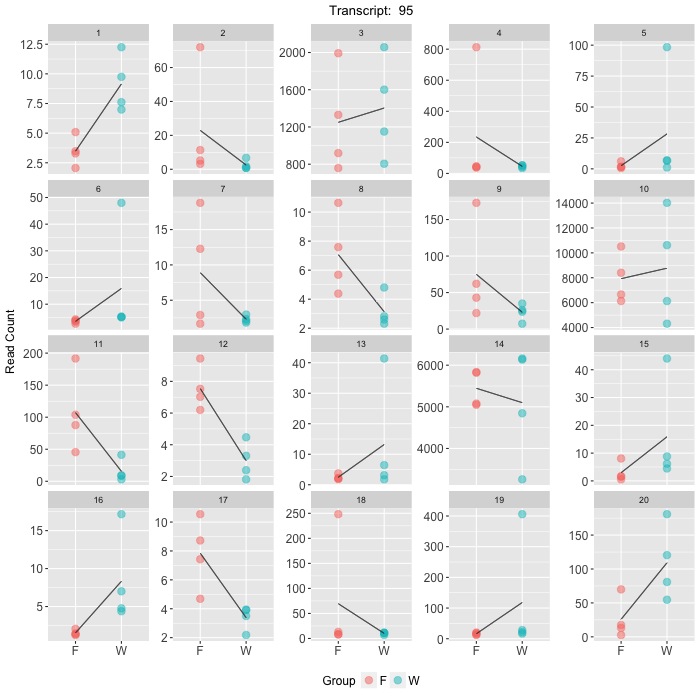 Transcript: 95
1 2 3 4 5
12.5 10.0 7.5 5.0 2.5
60 40 20 0
2000 1600 1200 800
800 600 400 200 0
100 75 50 25 0
6 7 8 9 10
50 40 30 20 10
15 10 5
10 8 6 4 2
150 100 50 0
14000 12000 10000 8000 6000 4000
Read Count
11 12 13 14 15
200 150 100 50 0
8 6 4 2
40 30 20 10 0
6000 5000 4000
40 30 20 10 0
16 17 18 19 20
15 10 5
10 8 6 4 2
250 200 150 100 50 0
400 300 200 100 0
150 100 50 0
F W F W F W F W F W
Group F W